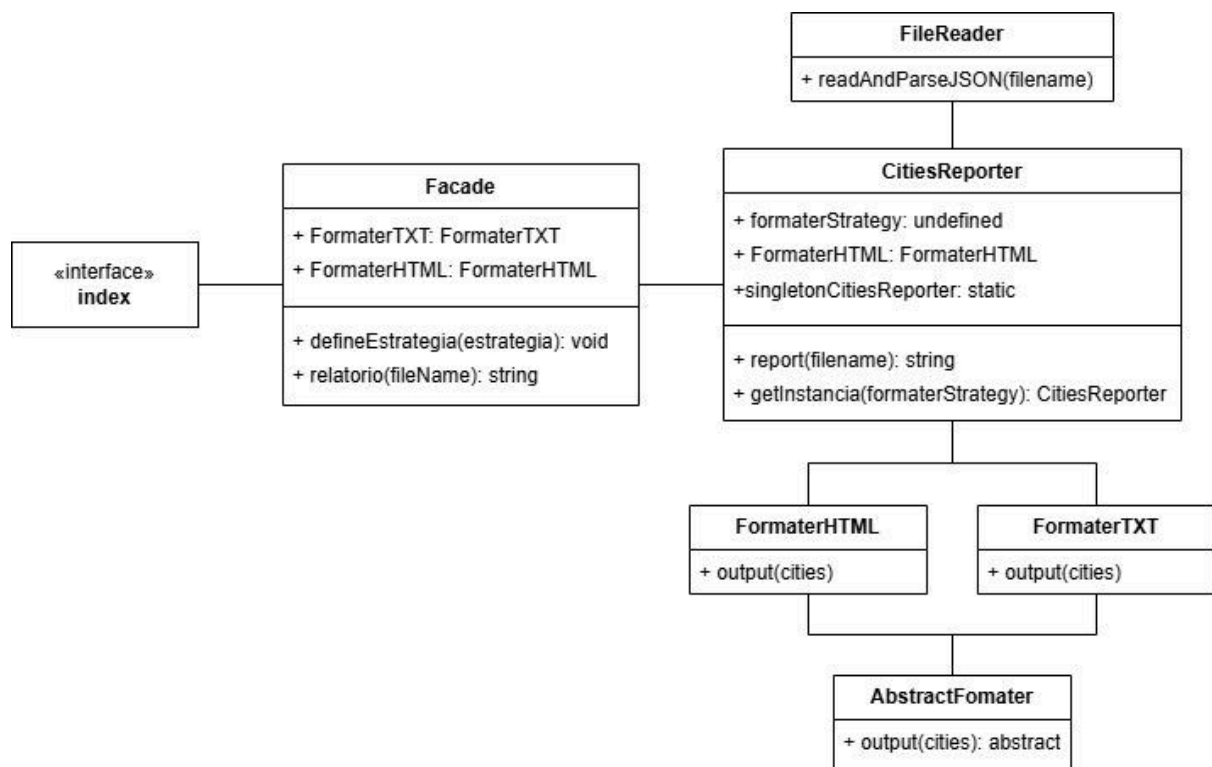 FileReader
+ readAndParseJSON(filename)
«interface»
index
Facade
+ FormaterTXT: FormaterTXT
+ FormaterHTML: FormaterHTML
+ defineEstrategia(estrategia): void
+ relatorio(fileName): string
CitiesReporter
+ formaterStrategy: undefined
+ FormaterHTML: FormaterHTML
+singletonCitiesReporter: static
+ report(filename): string
+ getInstancia(formaterStrategy): CitiesReporter
FormaterHTML
+ output(cities)
FormaterTXT
+ output(cities)
AbstractFomater
+ output(cities): abstract